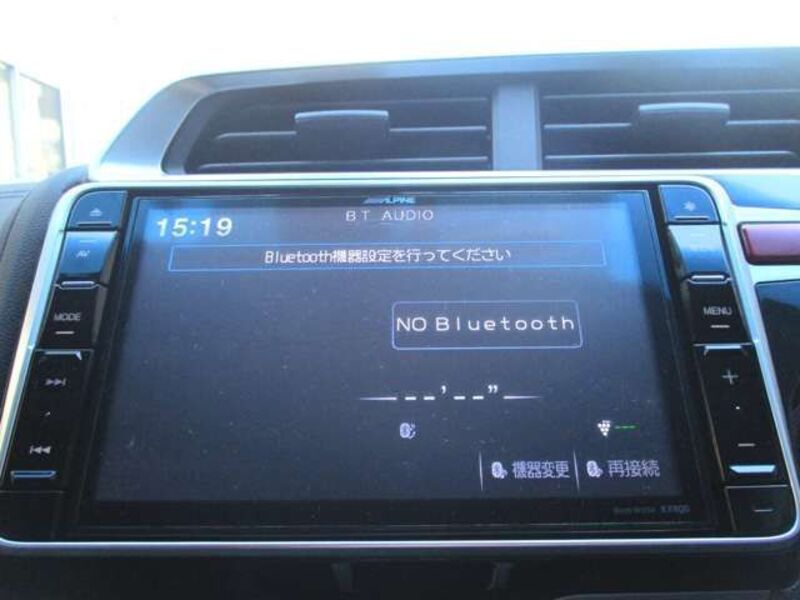 ALPINE
BT AUDIO
15:19
Bluetooth機器設定を行ってください
AV
MODE
MENU
NO Bluetooth
--'--”
---
機器変更
再接続